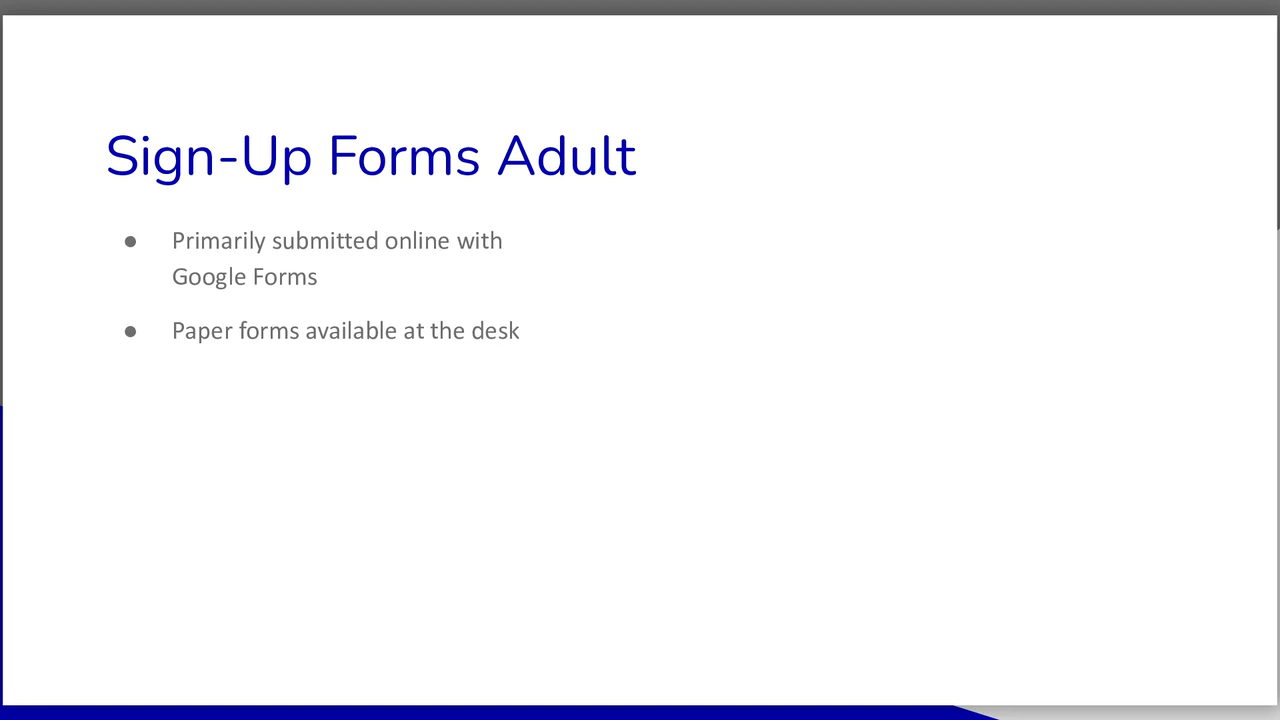 Sign-Up Forms Adult
● Primarily submitted online with
Google Forms
● Paper forms available at the desk